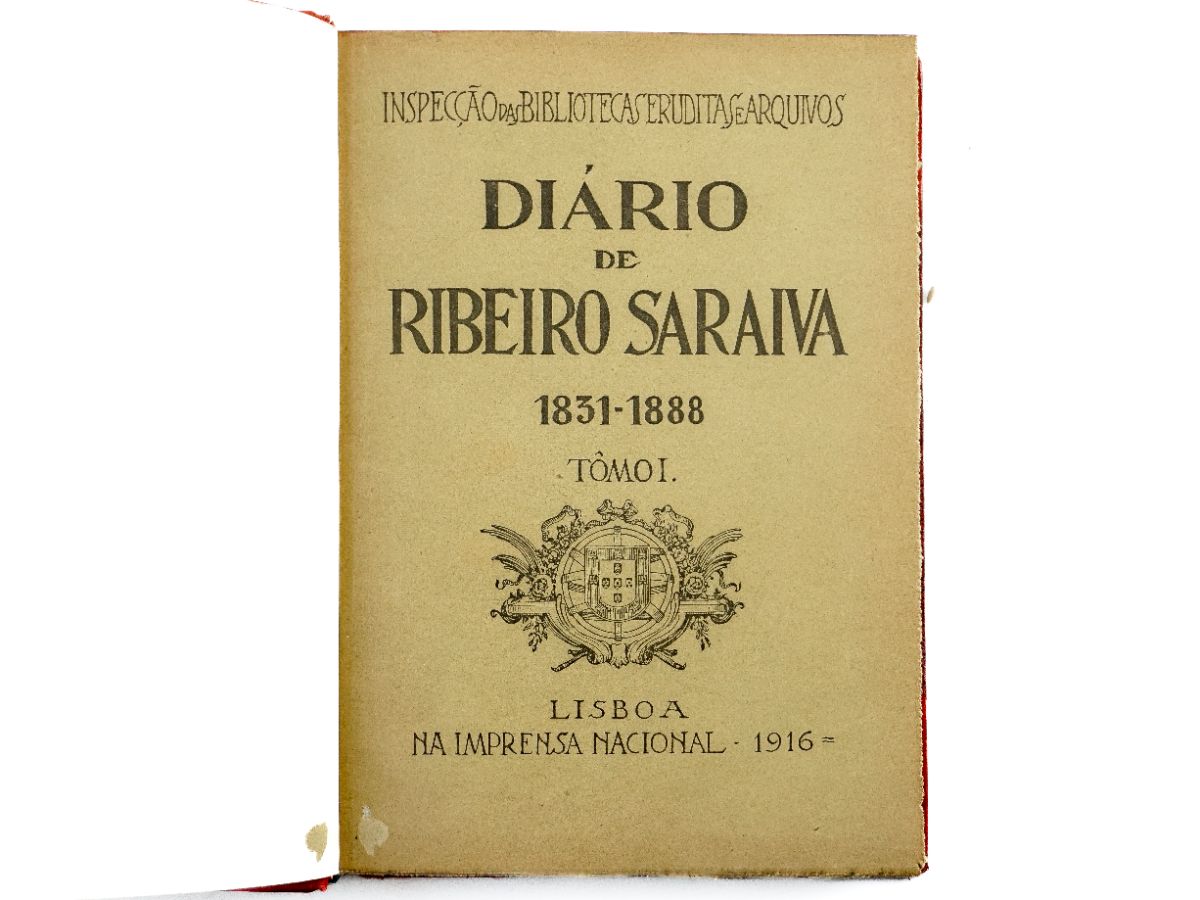 INSPECÇÃO DAS BIBLIOTECAS ERUDITAS E ARQUIVOS
DIÁRIO
DE
RIBEIRO SARAIVA
1831-1888
TÔMO I.
LISBOA
NA IMPRENSA NACIONAL - 1916 =